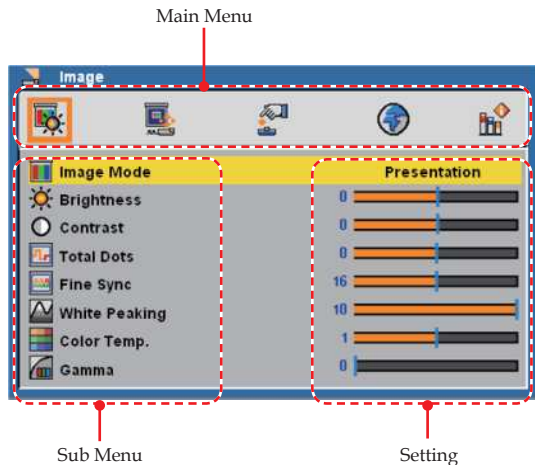 Main Menu
Image
Image Mode Presentation
Brightness 0
Contrast 0
Total Dots 0
Fine Sync 16
White Peaking 10
Color Temp. 1
Gamma 0
Sub Menu Setting